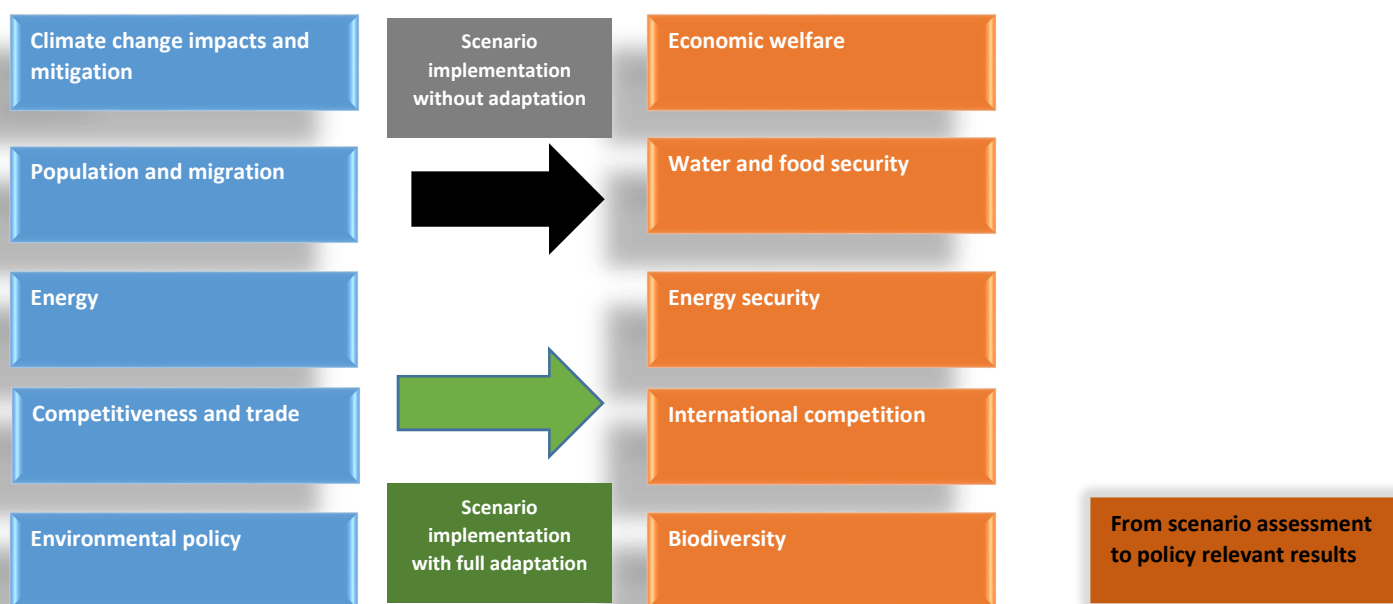 Climate change impacts and
mitigation
Population and migration
Energy
Competitiveness and trade
Environmental policy
Scenario
implementation
without adaptation
Scenario
implementation
with full adaptation
Economic welfare
Water and food security
Energy security
International competition
Biodiversity
From scenario assessment
to policy relevant results